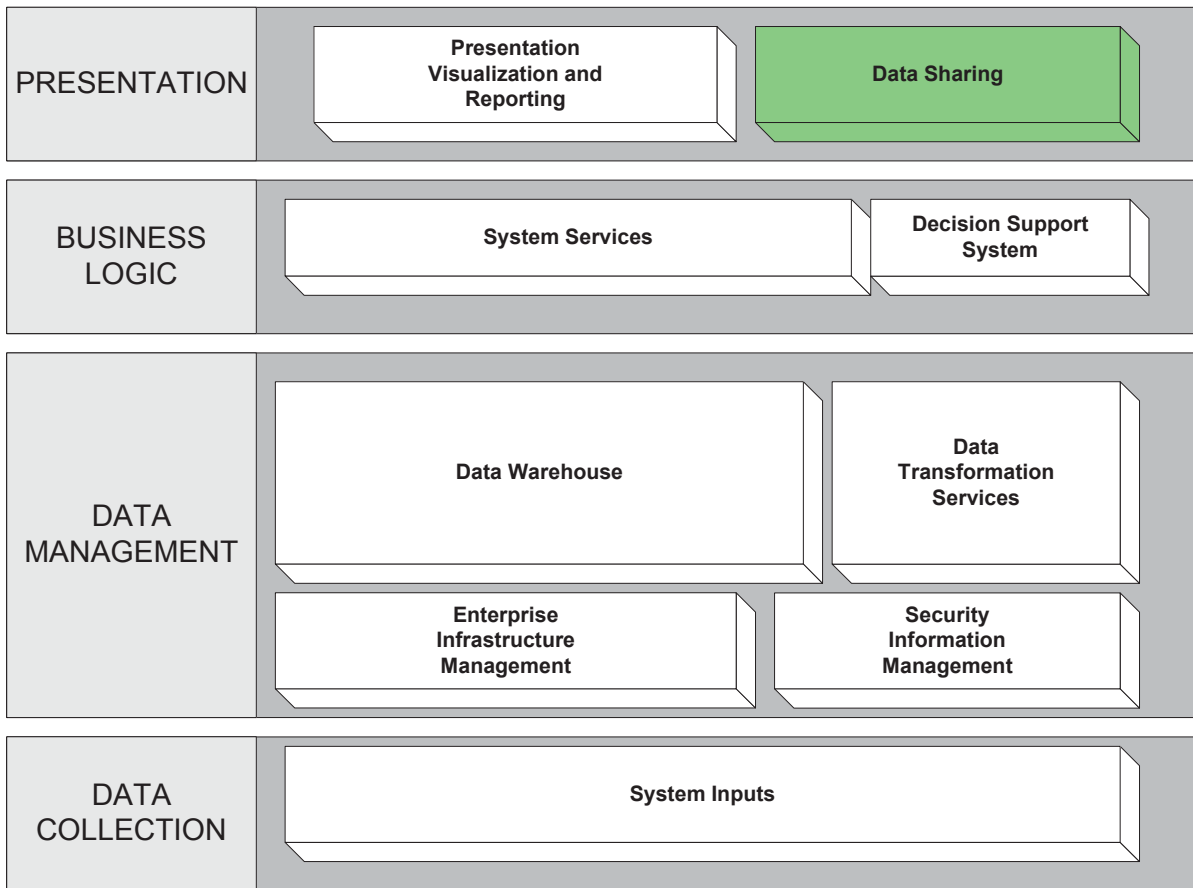 PRESENTATION
Presentation
Visualization and
Reporting
Data Sharing
BUSINESS
LOGIC
System Services
Decision Support
System
DATA
MANAGEMENT
Data Warehouse
Data
Transformation
Services
Enterprise
Infrastructure
Management
Security
Information
Management
DATA
COLLECTION
System Inputs